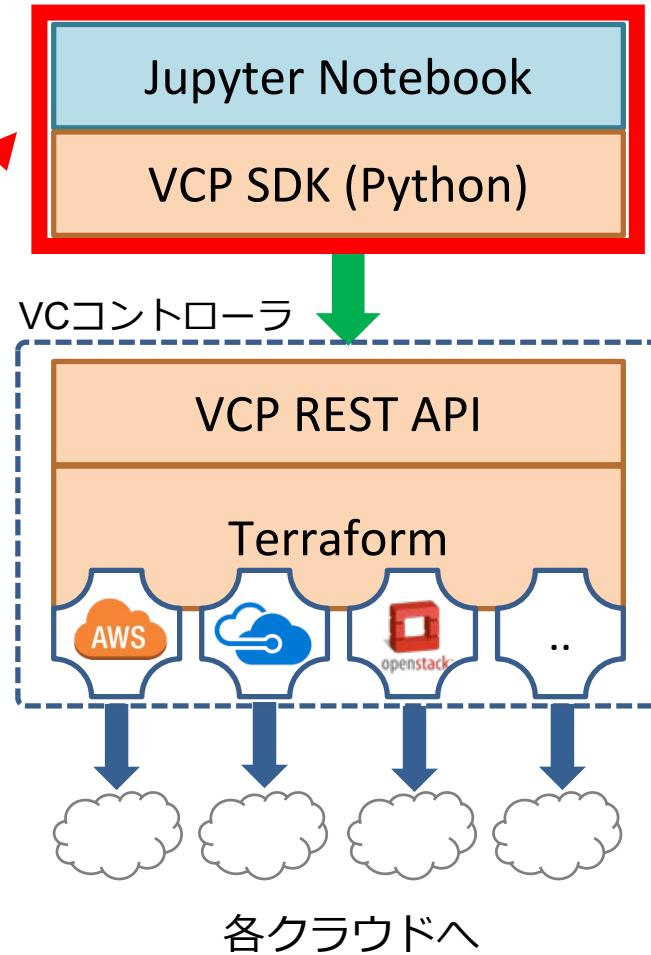 Jupyter Notebook
VCP SDK (Python)
VCコントローラ
VCP REST API
Terraform
AWS
openstack
..
各クラウドへ